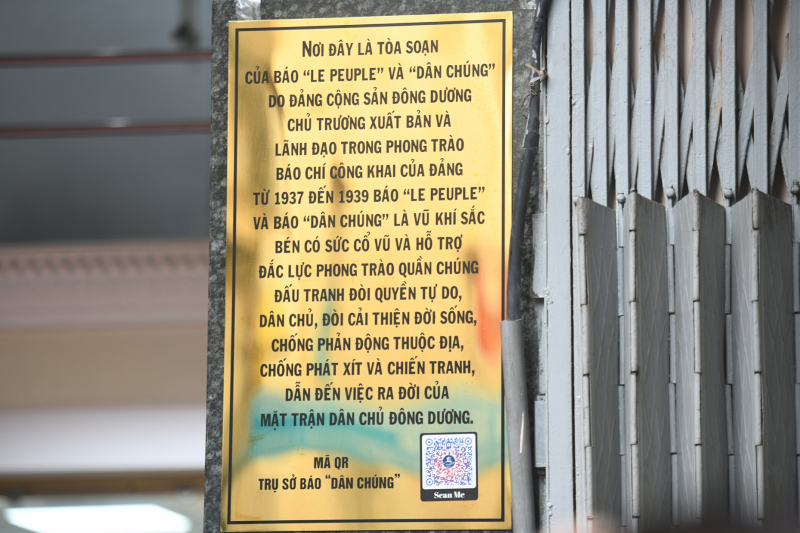 NƠI ĐÂY LÀ TÒA SOẠN
CỦA BÁO "LE PEUPLE" VÀ "DÂN CHÚNG"
DO ĐẢNG CỘNG SẢN ĐÔNG DƯƠNG
CHỦ TRƯƠNG XUẤT BẢN VÀ
LÃNH ĐẠO TRONG PHONG TRÀO
BÁO CHÍ CÔNG KHAI CỦA ĐẢNG
TỪ 1937 ĐẾN 1939 BÁO "LE PEUPLE"
VÀ BÁO "DÂN CHÚNG" LÀ VŨ KHÍ SẮC
BÉN CÓ SỨC CỔ VŨ VÀ HỖ TRỢ
ĐẮC LỰC PHONG TRÀO QUẦN CHÚNG
ĐẤU TRANH ĐÒI QUYỀN TỰ DO,
DÂN CHỦ, ĐÒI CẢI THIỆN ĐỜI SỐNG,
CHỐNG PHẢN ĐỘNG THUỘC ĐỊA,
CHỐNG PHÁT XÍT VÀ CHIẾN TRANH,
DẪN ĐẾN VIỆC RA ĐỜI CỦA
MẶT TRẬN DÂN CHỦ ĐÔNG DƯƠNG.
MÃ QR
TRỤ SỞ BÁO "DÂN CHÚNG"
Scan Me